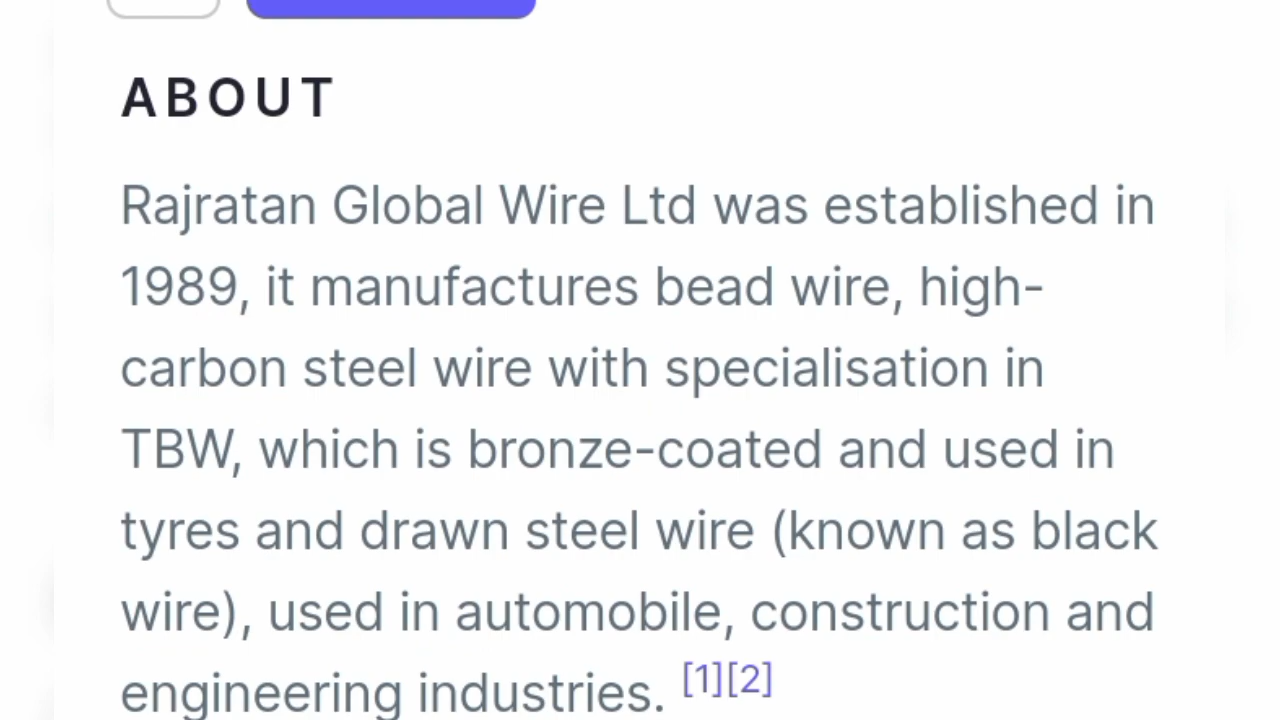 ABOUT
Rajratan Global Wire Ltd was established in
1989, it manufactures bead wire, high-
carbon steel wire with specialisation in
TBW, which is bronze-coated and used in
tyres and drawn steel wire (known as black
wire), used in automobile, construction and
engineering industries. [1][2]